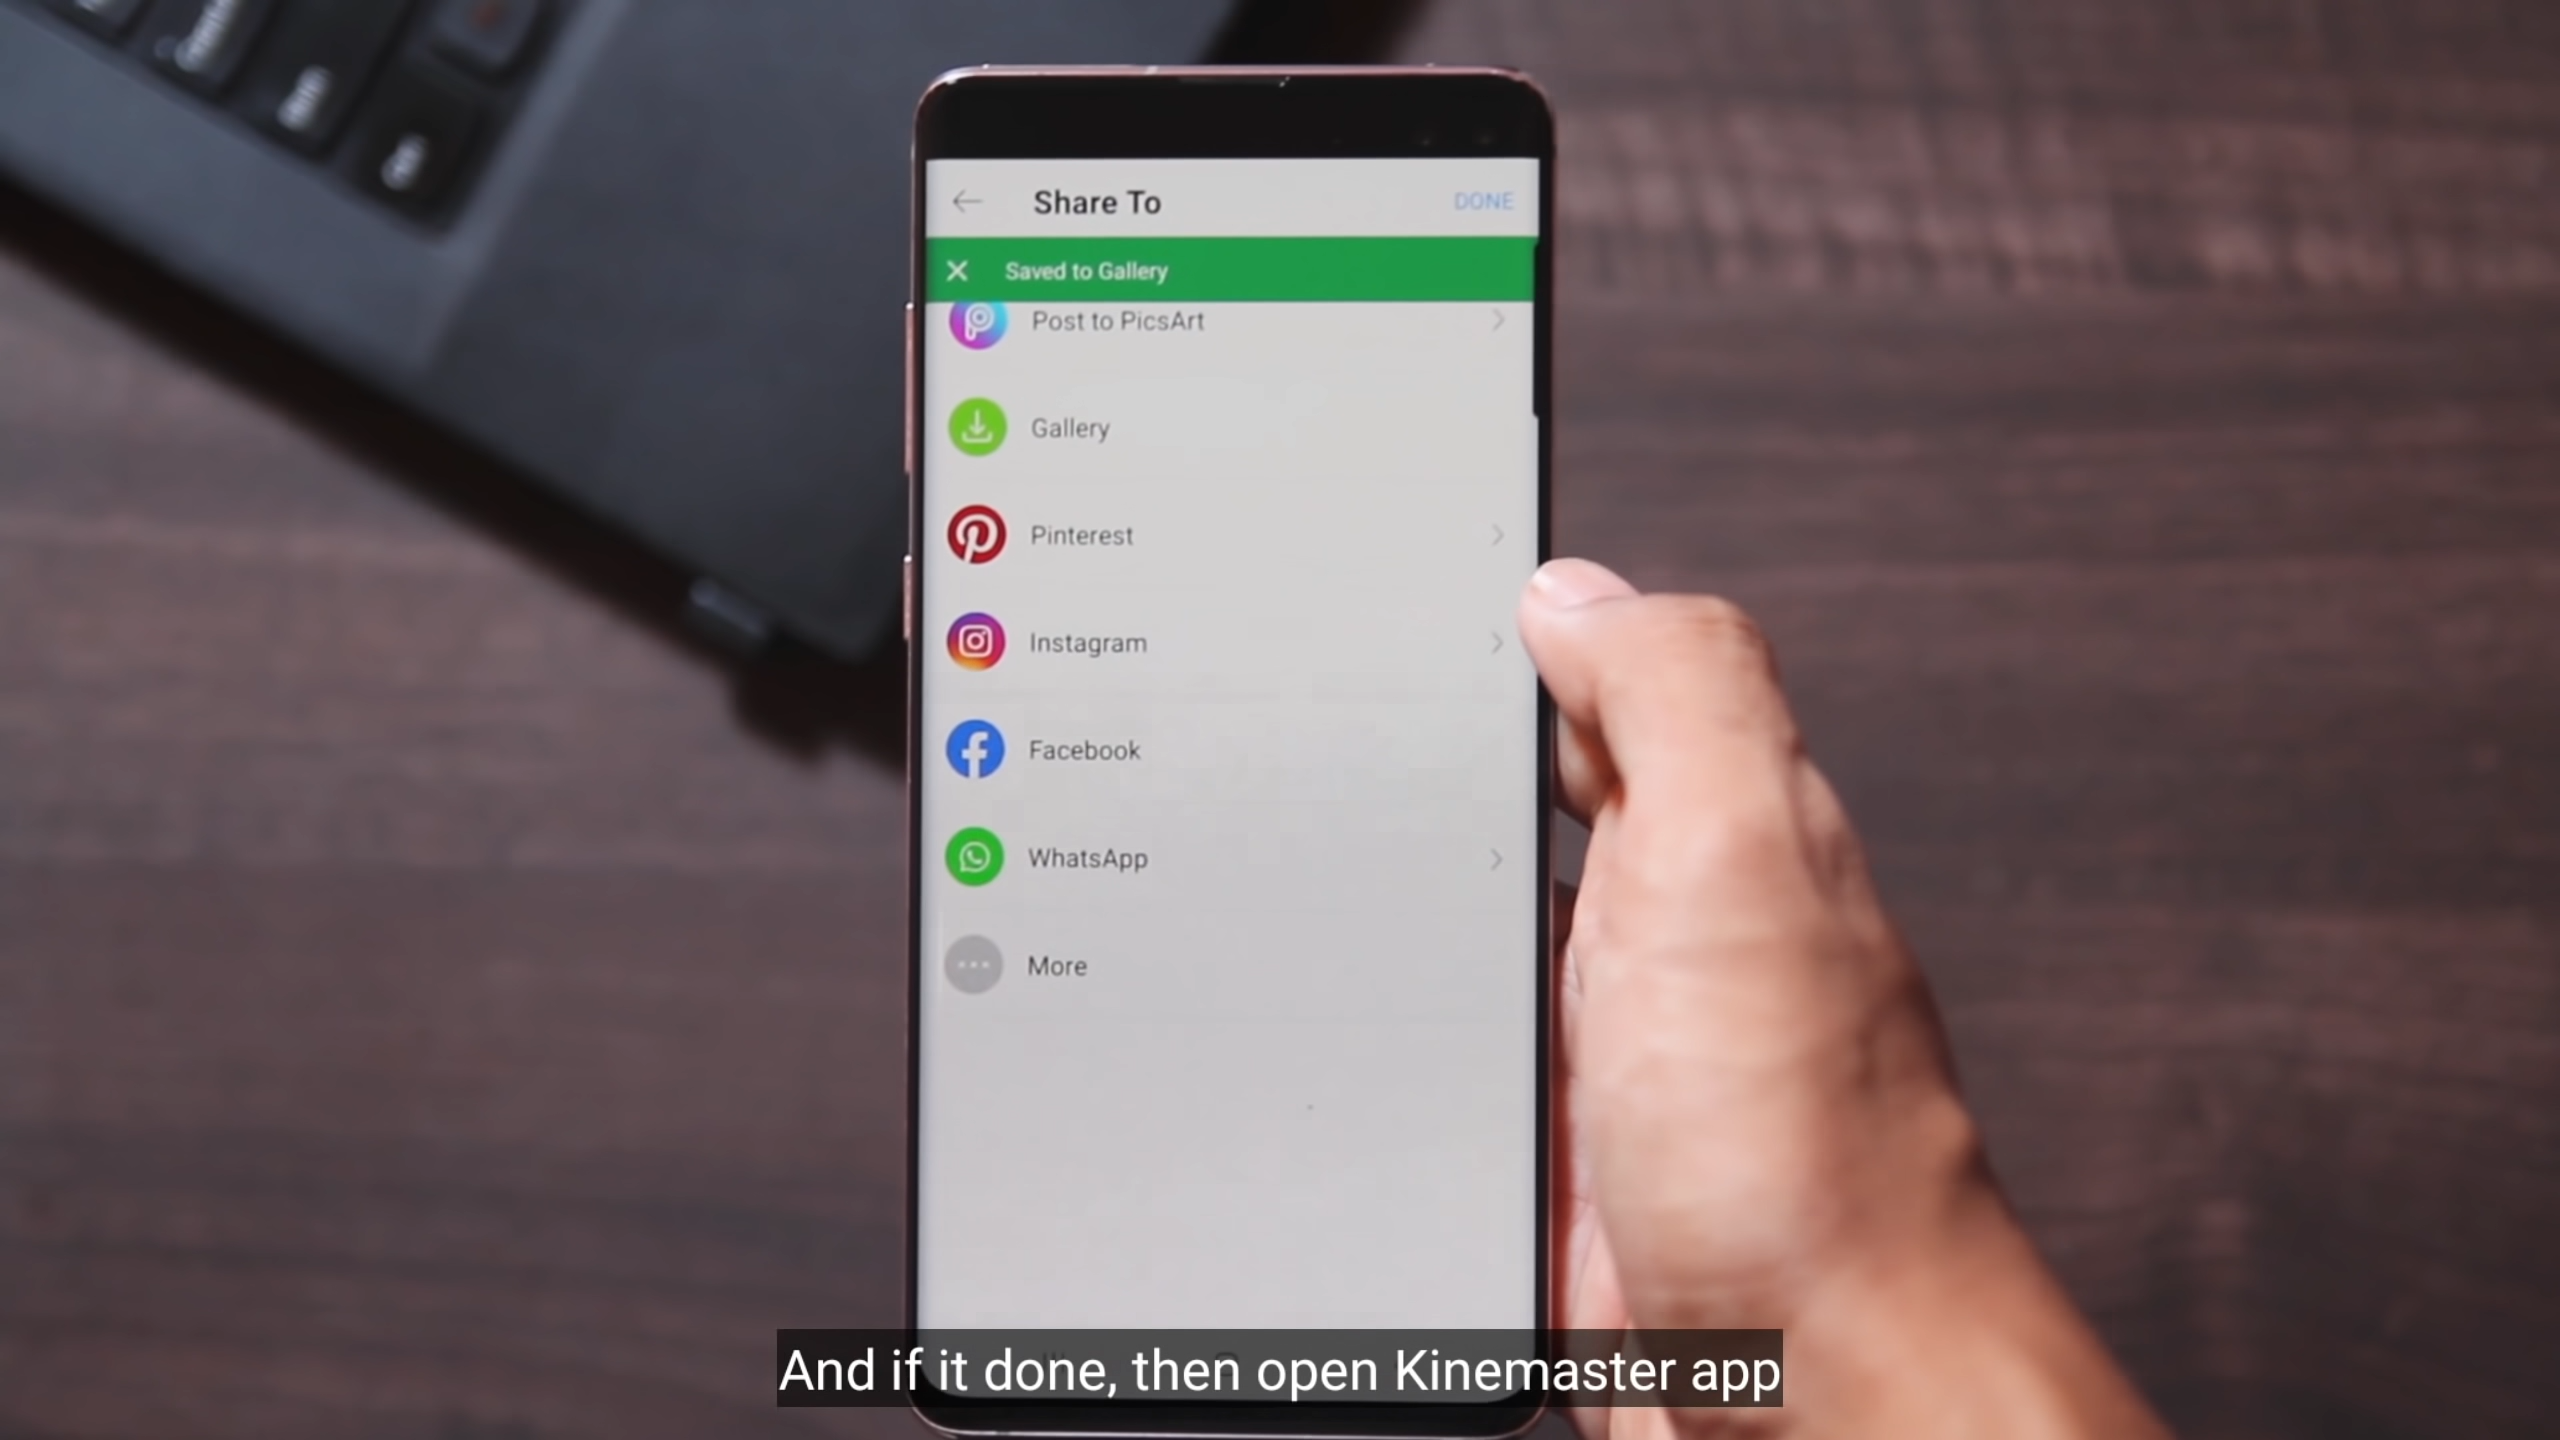 Share To
DONE
Saved to Gallery
Post to PicsArt
Gallery
Pinterest
Instagram
Facebook
WhatsApp
More
And if it done, then open Kinemaster app